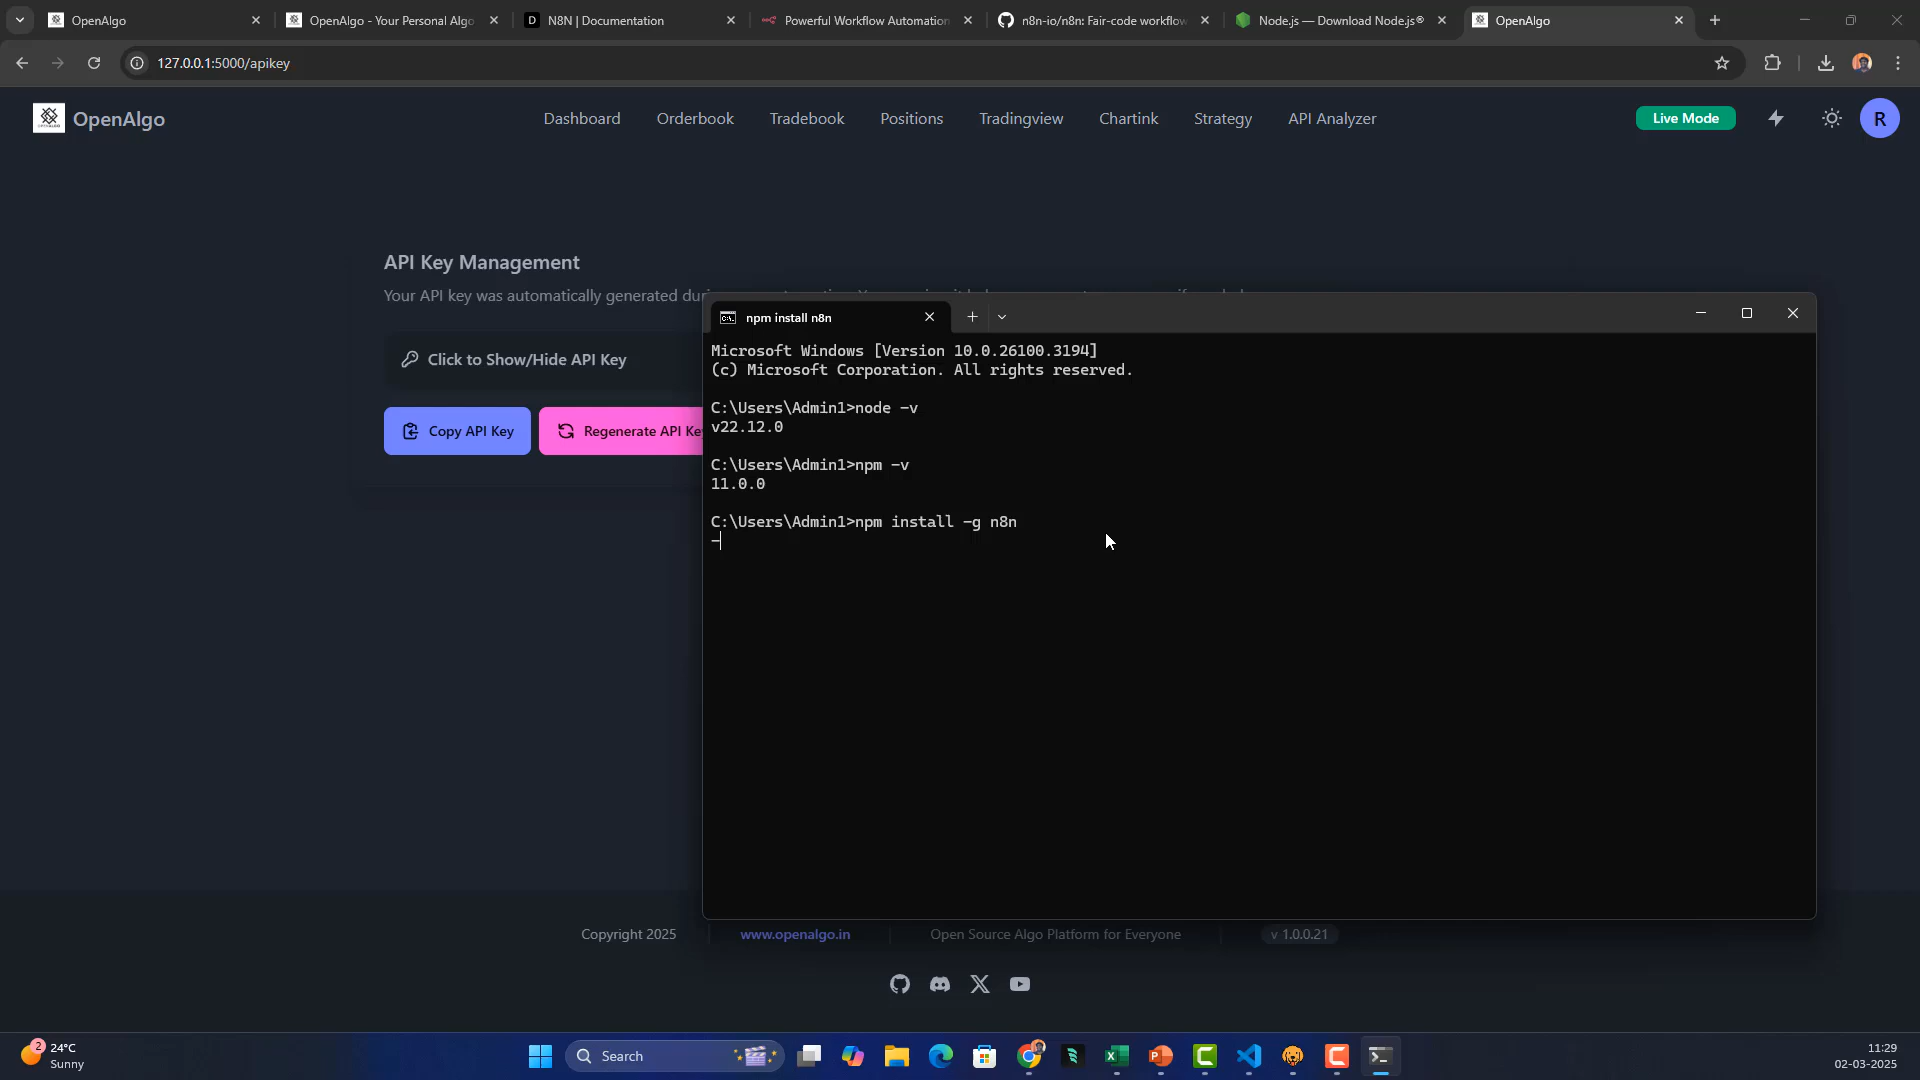 OpenAlgo
OpenAlgo - Your Personal Algo
N8N | Documentation
Powerful Workflow Automation
n8n-io/n8n: Fair-code workflow
Node.js — Download Node.js®
OpenAlgo
127.0.0.1:5000/apikey
OpenAlgo
Dashboard
Orderbook
Tradebook
Positions
Tradingview
Chartink
Strategy
API Analyzer
Live Mode
R
API Key Management
Your API key was automatically generated
Click to Show/Hide API Key
Copy API Key
Regenerate API Key
npm install n8n
Microsoft Windows [Version 10.0.26100.3194]
(c) Microsoft Corporation. All rights reserved.
C:\Users\Admin1>node -v
v22.12.0
C:\Users\Admin1>npm -v
11.0.0
C:\Users\Admin1>npm install -g n8n
-
Copyright 2025
www.openalgo.in
Open Source Algo Platform for Everyone
v 1.0.0.21
2
24°C
Sunny
Search
11:29
02-03-2025